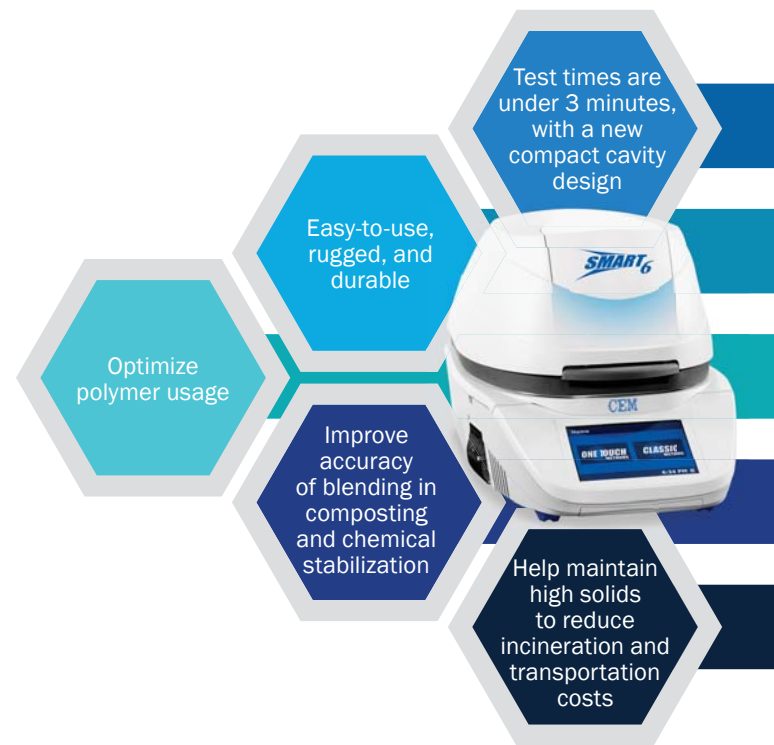 Test times are
under 3 minutes,
with a new
compact cavity
design
Easy-to-use,
rugged, and
durable
SMART6
Optimize
polymer usage
CEM
ONE TOUCH
CLASSIC
Improve
accuracy
of blending in
composting
and chemical
stabilization
Help maintain
high solids
to reduce
incineration and
transportation
costs